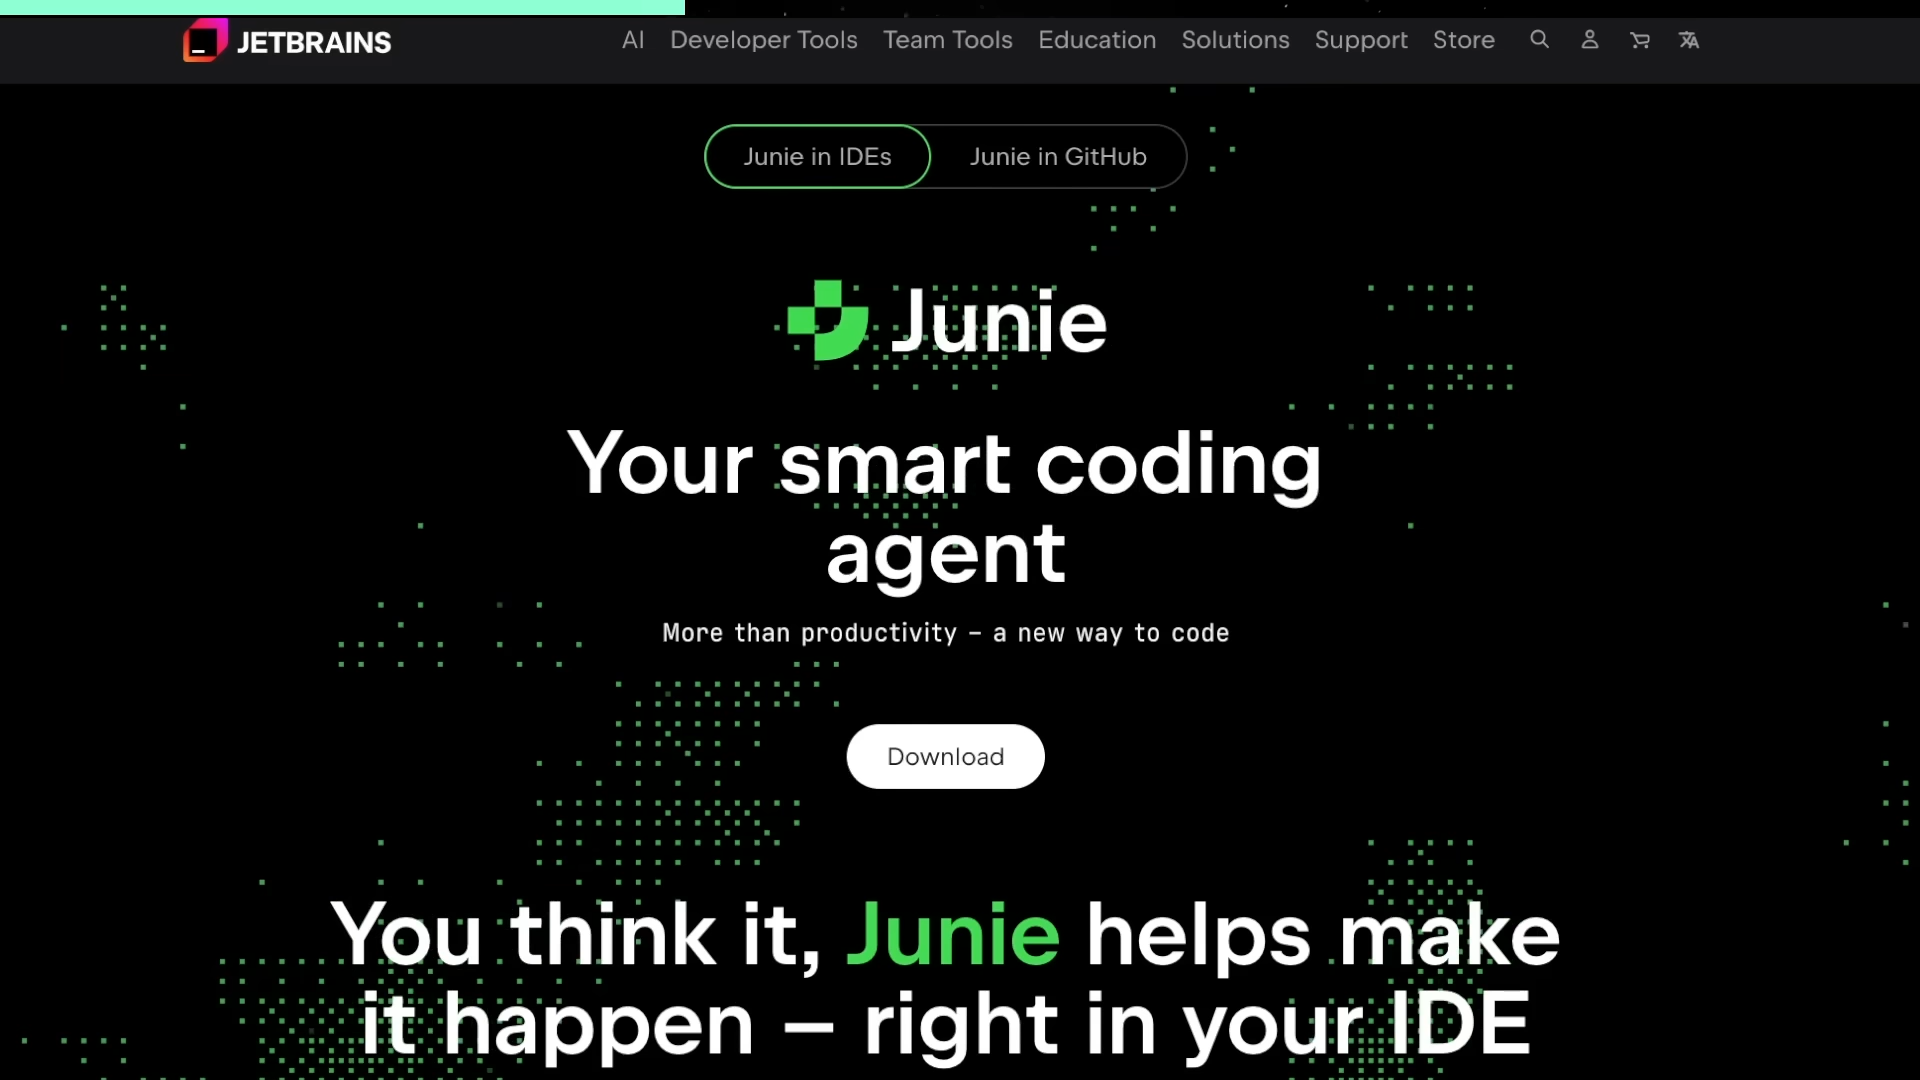 JETBRAINS
AI Developer Tools Team Tools Education Solutions Support Store
Junie in IDEs Junie in GitHub
Junie
Your smart coding
agent
More than productivity – a new way to code
Download
You think it, Junie helps make
it happen – right in your IDE